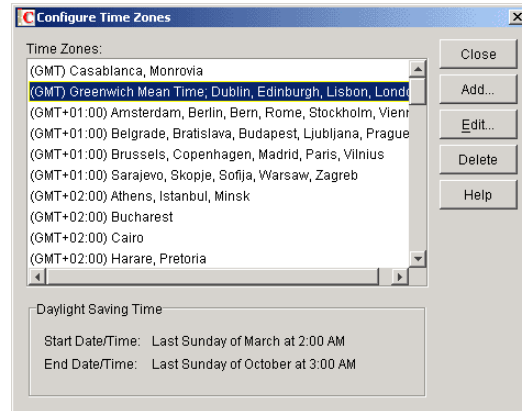 Configure Time Zones
Time Zones:
(GMT) Casablanca, Monrovia
(GMT) Greenwich Mean Time; Dublin, Edinburgh, Lisbon,
(GMT+01:00) Amsterdam, Berlin, Bern, Rome, Stockholm,
(GMT+01:00) Belgrade, Bratislava, Budapest, Ljubljana, Prague
(GMT+01:00) Brussels, Copenhagen, Madrid, Paris, Vilnius
(GMT+01:00) Sarajevo, Skopje, Sofija, Warsaw, Zagreb
(GMT+02:00) Athens, Istanbul, Minsk
(GMT+02:00) Bucharest
(GMT+02:00) Cairo
(GMT+02:00) Harare, Pretoria
Close
Add...
Edit...
Delete
Help
Daylight Saving Time
Start Date/Time: Last Sunday of March at 2:00 AM
End Date/Time: Last Sunday of October at 3:00 AM